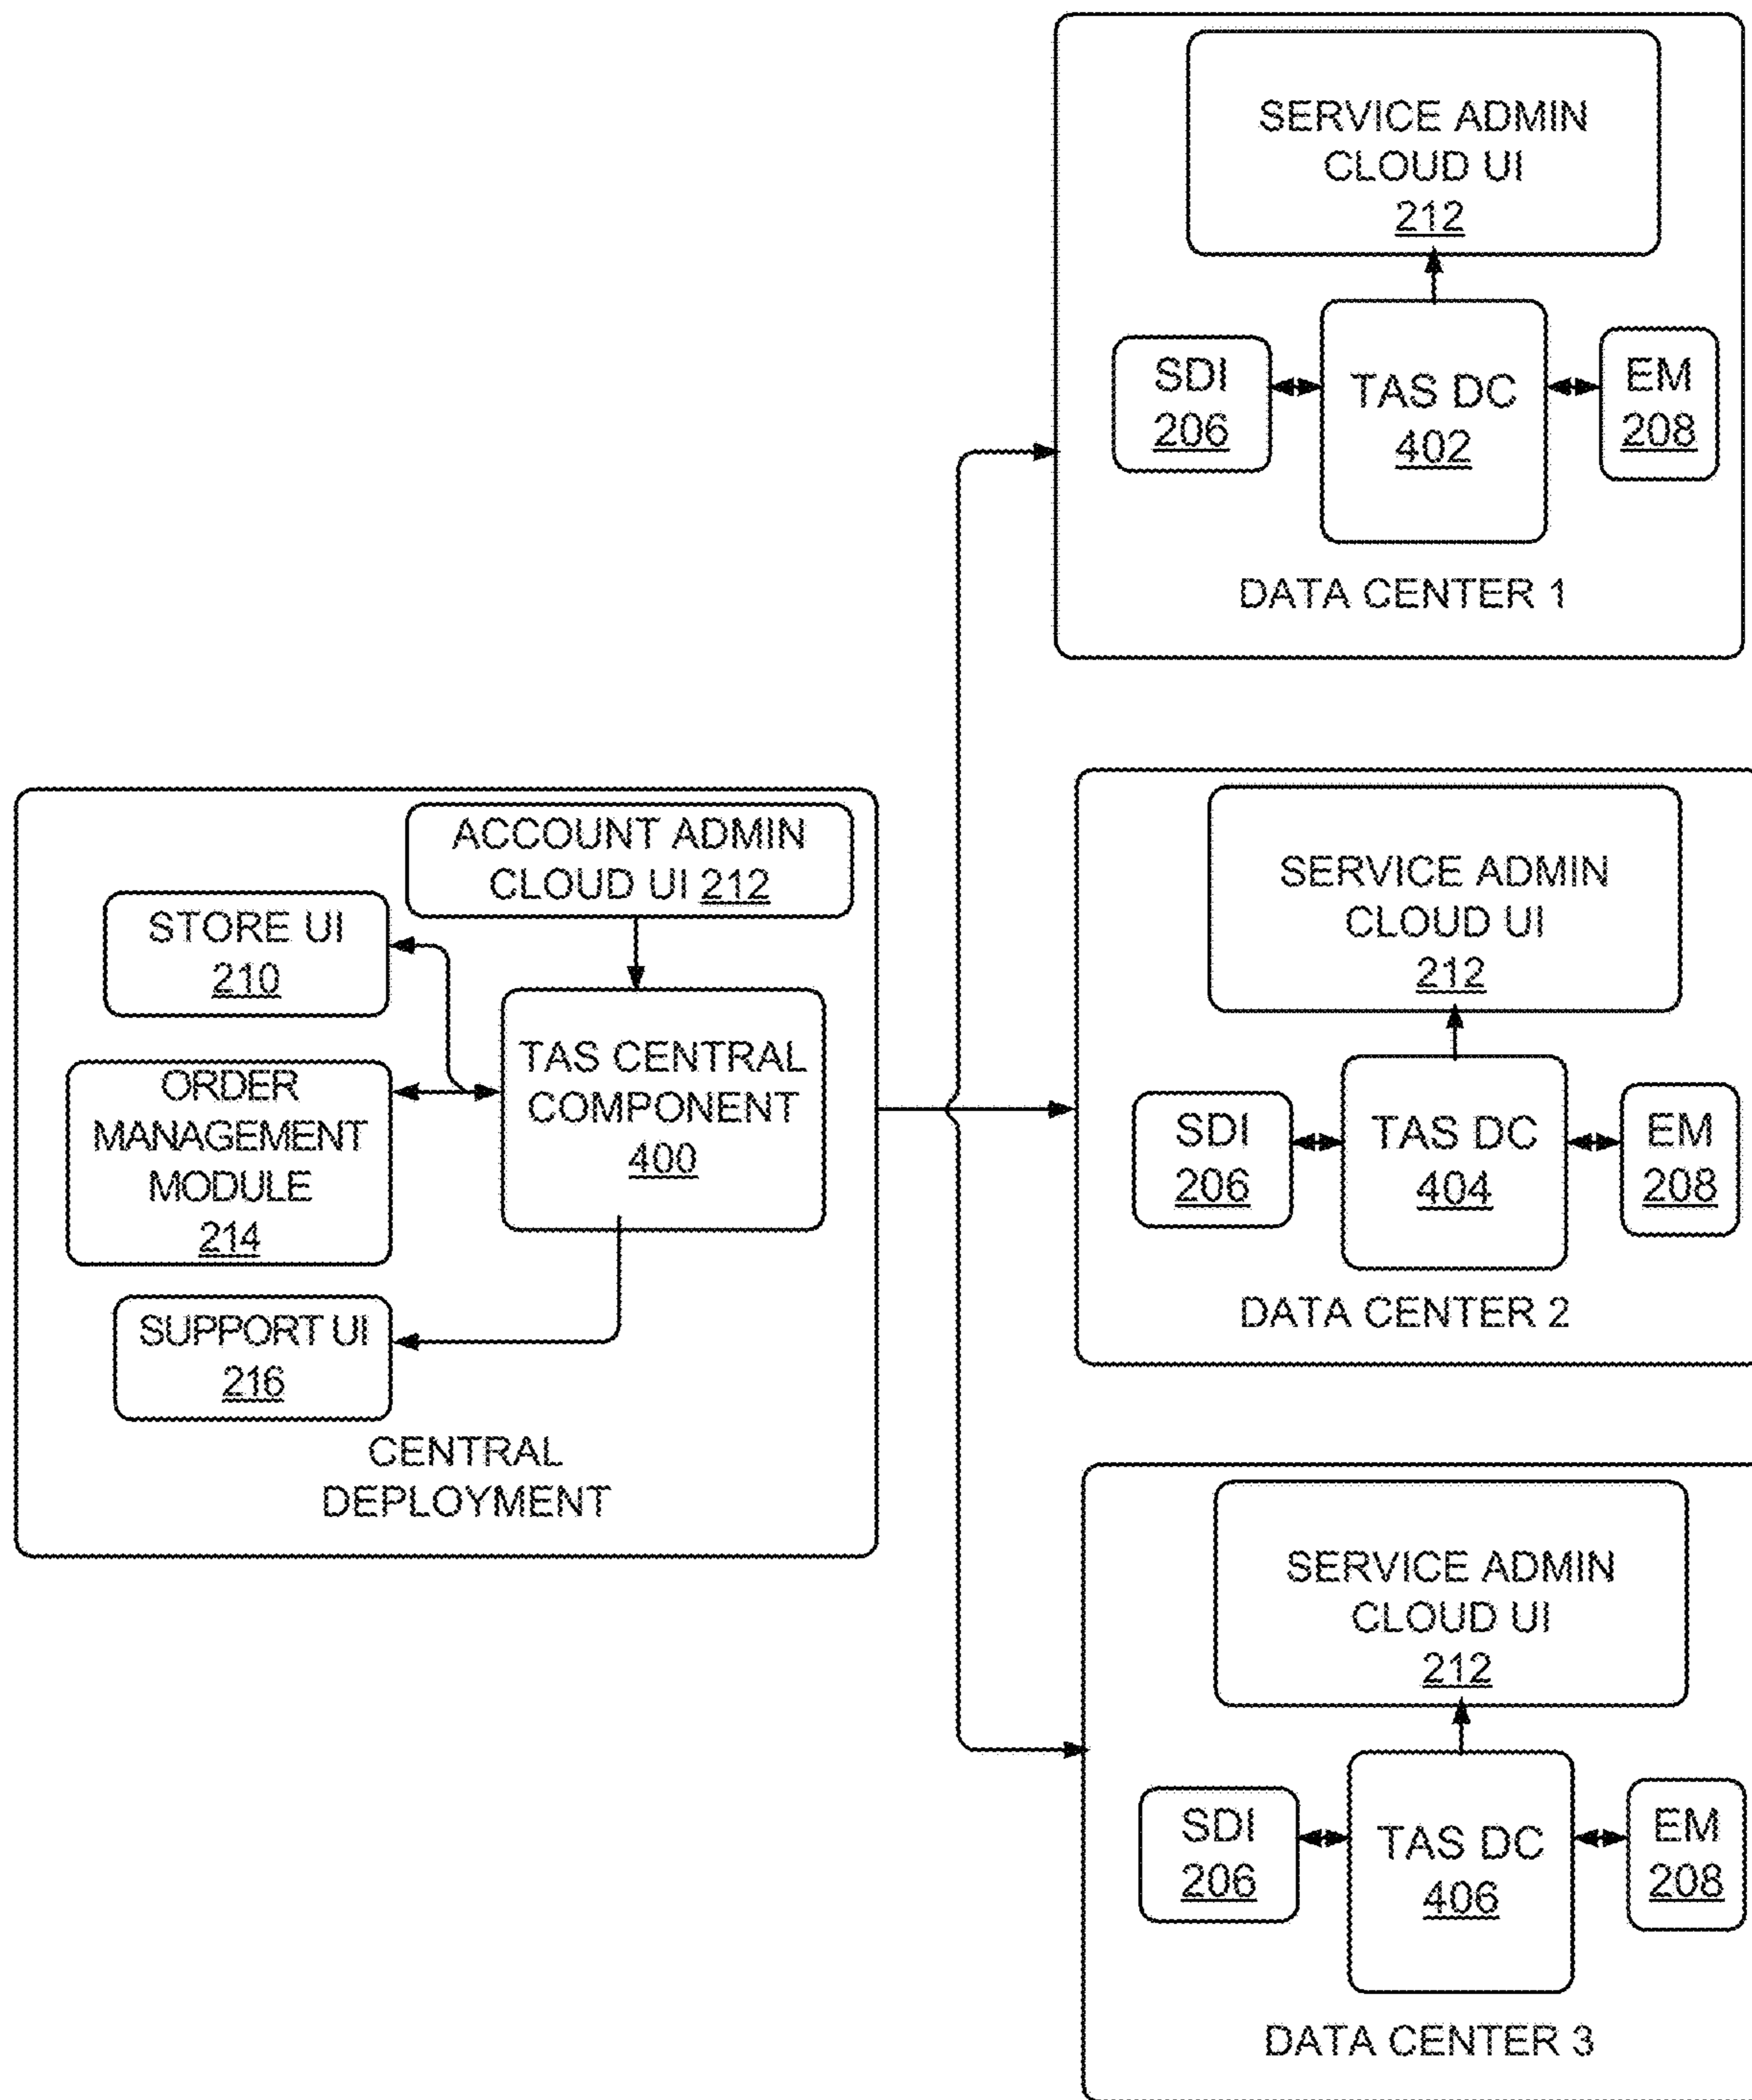 SERVICE ADMIN
CLOUD UI
212
SDI
206
TAS DC
402
EM
208
DATA CENTER 1
ACCOUNT ADMIN
CLOUD UI 212
STORE UI
210
ORDER
MANAGEMENT
MODULE
214
TAS CENTRAL
COMPONENT
400
SUPPORT UI
216
CENTRAL
DEPLOYMENT
SERVICE ADMIN
CLOUD UI
212
SDI
206
TAS DC
404
EM
208
DATA CENTER 2
SERVICE ADMIN
CLOUD UI
212
SDI
206
TAS DC
406
EM
208
DATA CENTER 3